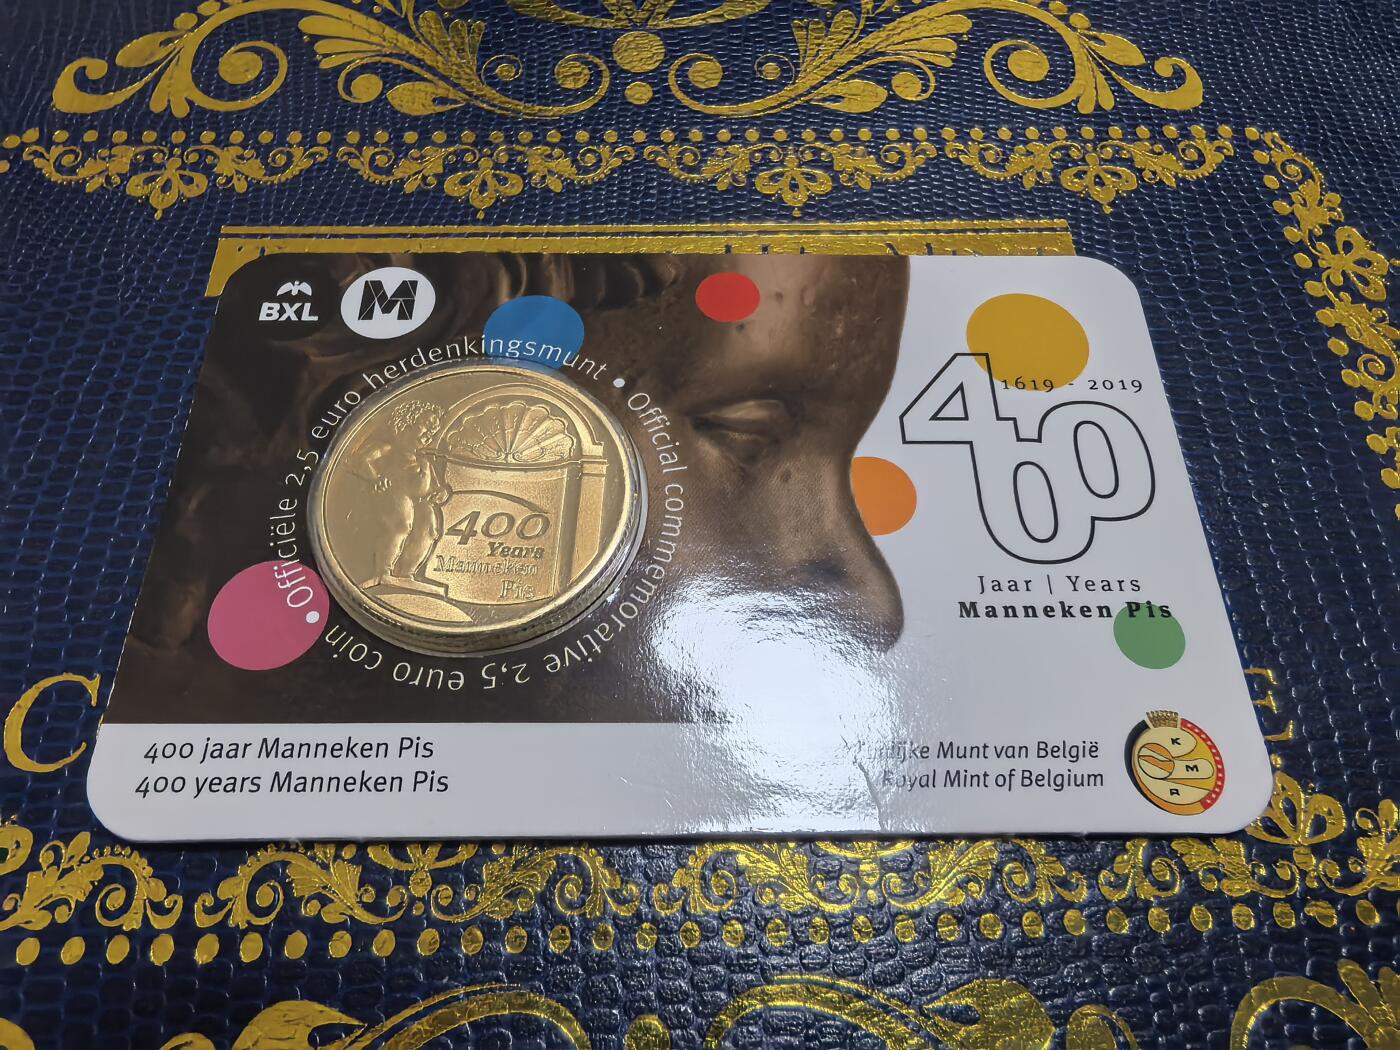 BXL
M
Officiële 2,5 euro herdenkingsmunt • Official commemorative 2,5 euro coin •
400
Years
Manneken
Pis
1619 - 2019
400
Jaar | Years
Manneken Pis
400 jaar Manneken Pis
400 years Manneken Pis
Munt van België
Royal Mint of Belgium
K
M
R
C